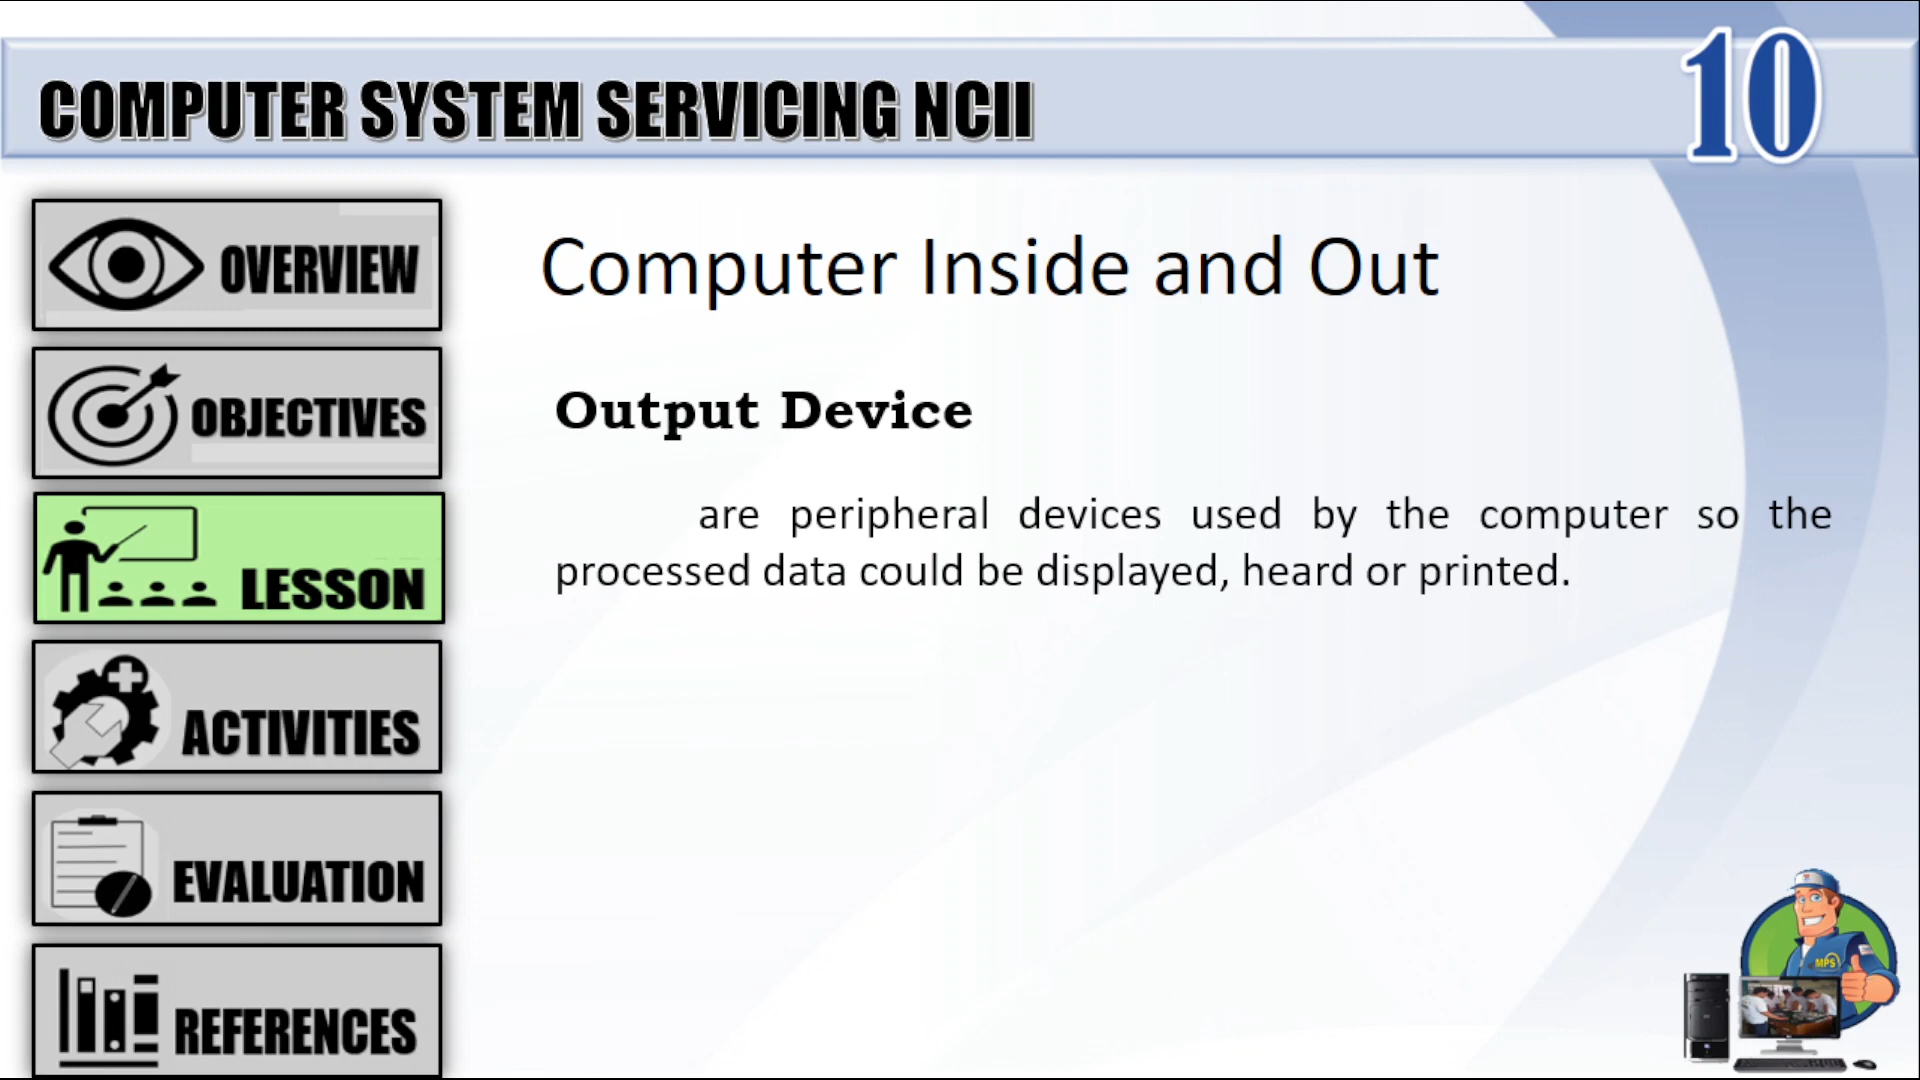 COMPUTER SYSTEM SERVICING NCII
10
OVERVIEW
OBJECTIVES
LESSON
ACTIVITIES
EVALUATION
REFERENCES
Computer Inside and Out
Output Device
are peripheral devices used by the computer so the
processed data could be displayed, heard or printed.
MPS